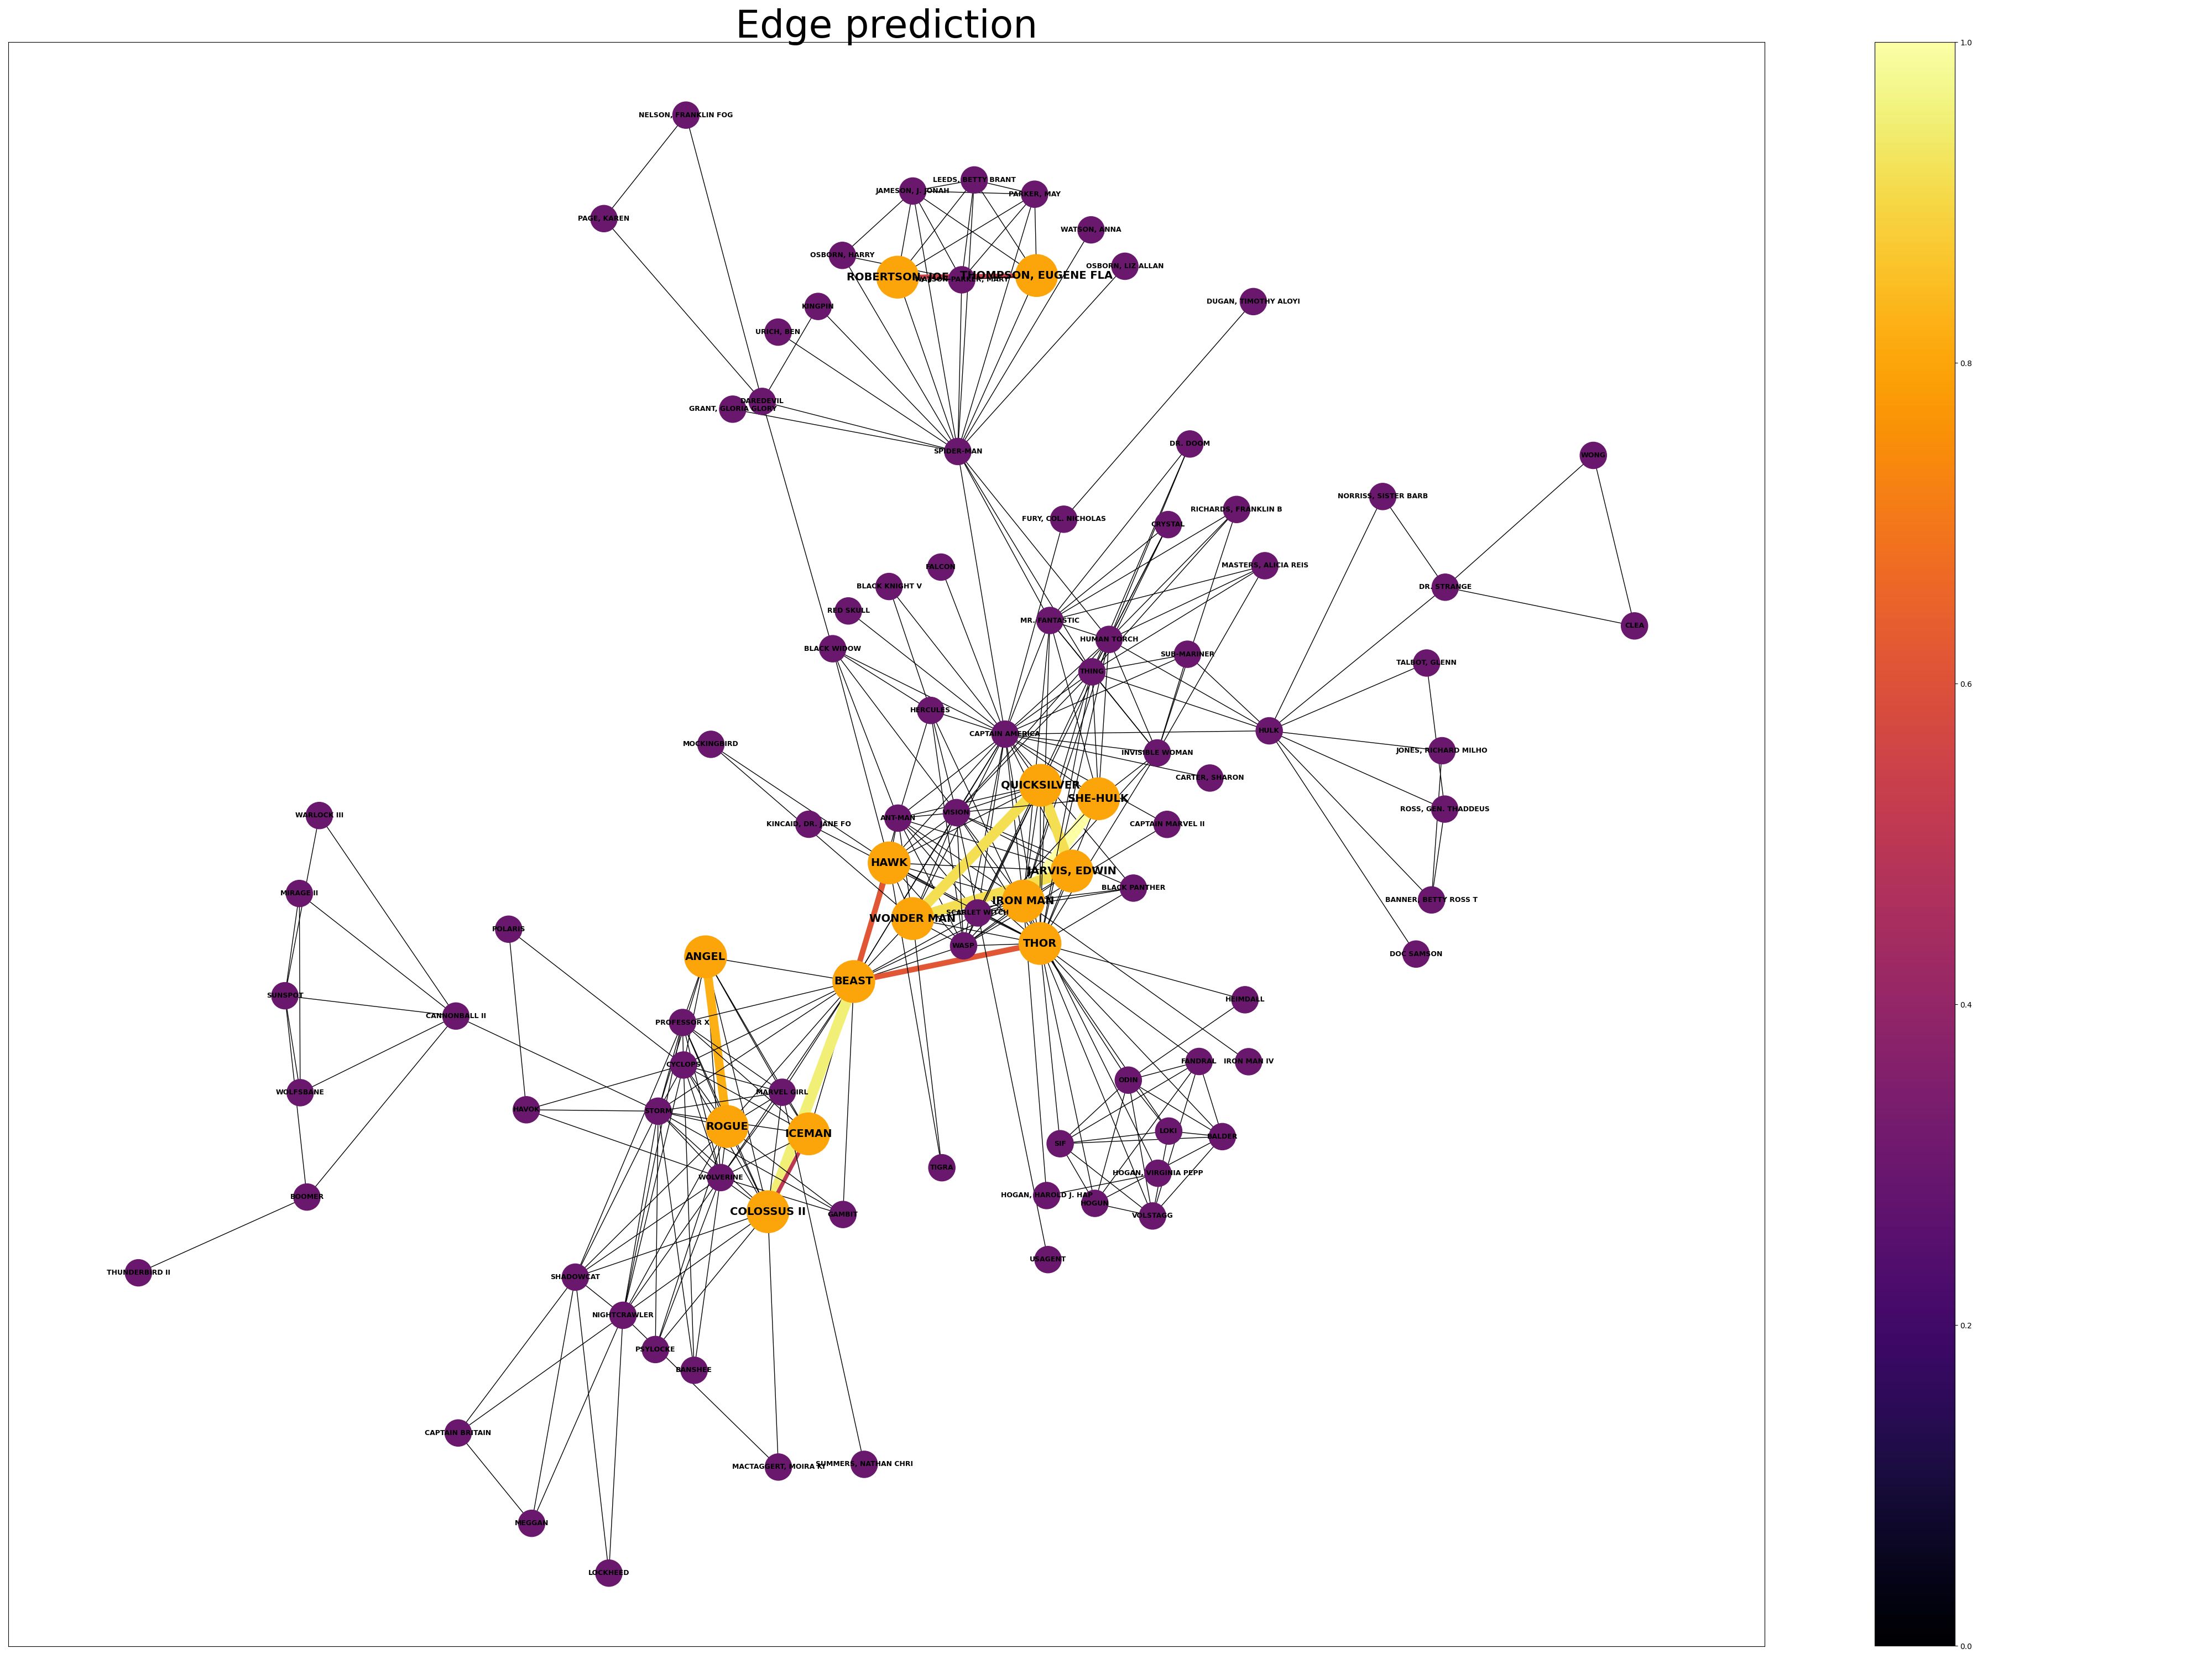 Edge prediction
1.0
NELSON, FRANKLIN FOG
LEEDS, BETTY BRANT
JAMESON, J. JONAH
PARKER, MAY
PAGE, KAREN
WATSON, ANNA
OSBORN, HARRY
OSBORN, LIZ ALLAN
ROBERTSON, JOE
THOMPSON, EUGENE FLA
DUGAN, TIMOTHY ALOYI
KINGPIN
URICH, BEN
0.8
DAREDEVIL
GRANT, GLORIA GLORY
DR. DOOM
SPIDER-MAN
WONG
NORRISS, SISTER BARB
RICHARDS, FRANKLIN B
FURY, COL. NICHOLAS
CRYSTAL
FALCON
MASTERS, ALICIA REIS
BLACK KNIGHT V
DR. STRANGE
RED SKULL
MR. FANTASTIC
CLEA
HUMAN TORCH
BLACK WIDOW
SUB-MARINER
TALBOT, GLENN
THING
0.6
HERCULES
HULK
CAPTAIN AMERICA
MOCKINGBIRD
INVISIBLE WOMAN
JONES, RICHARD MILHO
CARTER, SHARON
QUICKSILVER
SHE-HULK
ROSS, GEN. THADDEUS
VISION
WARLOCK III
ANT-MAN
KINCAID, DR. JANE FO
CAPTAIN MARVEL II
HAWK
JARVIS, EDWIN
BLACK PANTHER
MIRAGE II
BANNER, BETTY ROSS T
IRON MAN
SCARLET WITCH
WONDER MAN
POLARIS
THOR
WASP
DOC SAMSON
ANGEL
BEAST
SUNSPOT
HEIMDALL
0.4
CANNONBALL II
PROFESSOR X
FANDRAL
IRON MAN IV
CYCLOPS
ODIN
WOLFSBANE
MARVEL GIRL
HAVOK
STORM
ROGUE
LOKI
ICEMAN
BALDER
SIF
TIGRA
HOGAN, VIRGINIA PEPP
WOLVERINE
BOOMER
HOGAN, HAROLD J. HAP
HOGUN
COLOSSUS II
GAMBIT
VOLSTAGG
USAGENT
THUNDERBIRD II
SHADOWCAT
NIGHTCRAWLER
0.2
PSYLOCKE
BANSHEE
CAPTAIN BRITAIN
SUMMERS, NATHAN CHRI
MACTAGGERT, MOIRA
MEGGAN
LOCKHEED
0.0